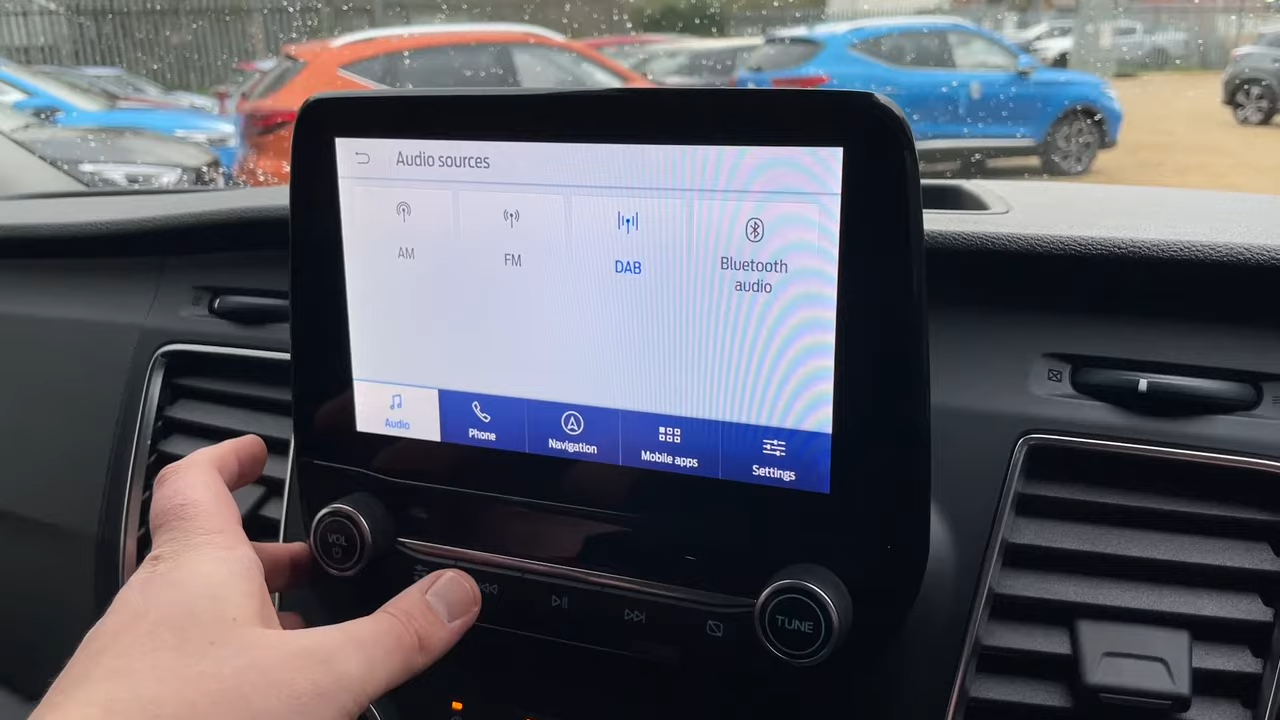 Audio sources
AM
FM
DAB
Bluetooth
audio
Audio
Phone
Navigation
Mobile apps
Settings
VOL
TUNE